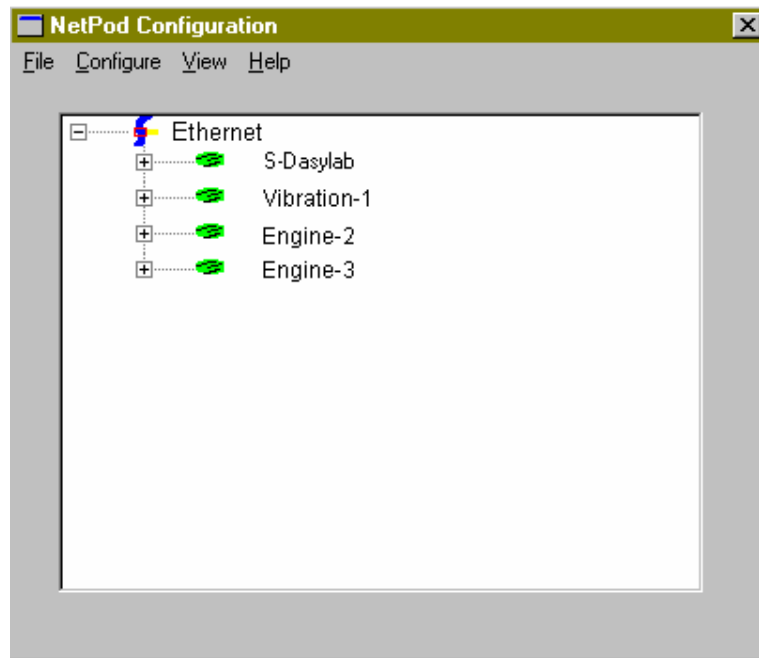 NetPod Configuration
File Configure View Help
Ethernet
S-Dasylab
Vibration-1
Engine-2
Engine-3